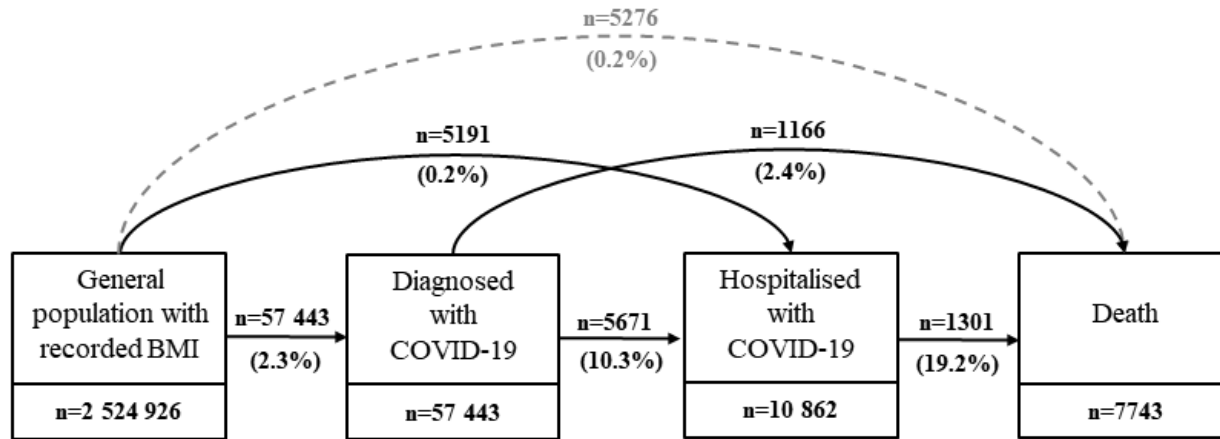 n=5276
(0.2%)
n=5191
(0.2%)
n=1166
(2.4%)
General
population with
recorded BMI
n=2 524 926
n=57 443
(2.3%)
Diagnosed
with
COVID-19
n=57 443
n=5671
(10.3%)
Hospitalised
with
COVID-19
n=10 862
n=1301
(19.2%)
Death
n=7743